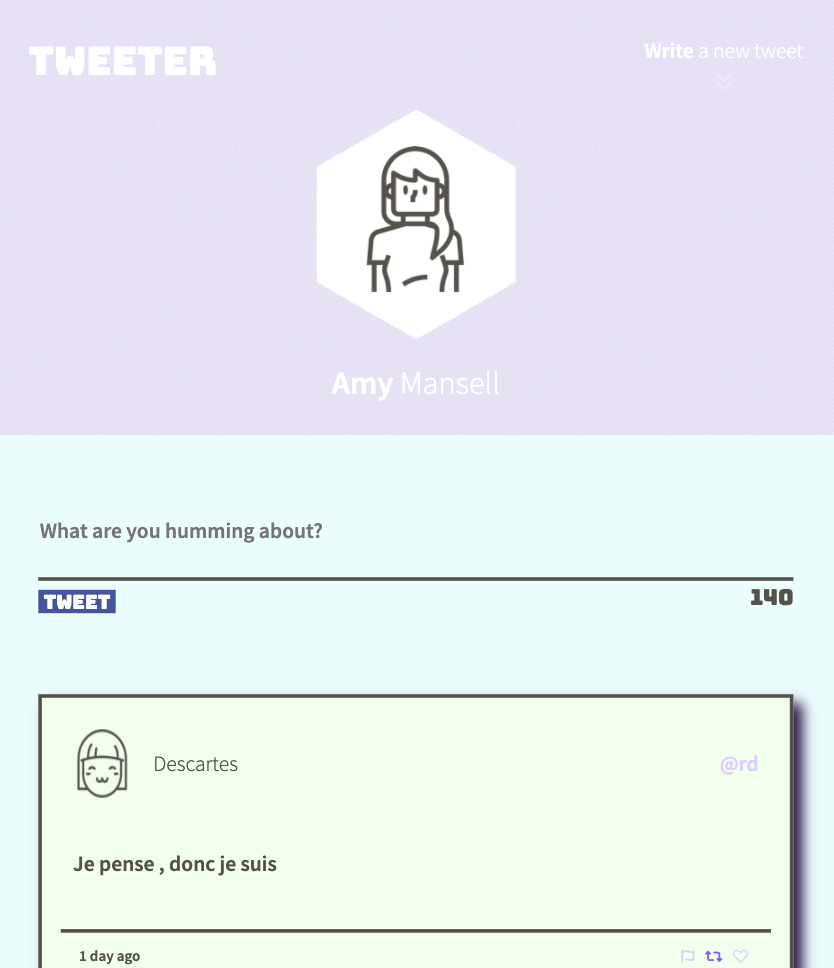 TWEETER
Write a new tweet
Amy Mansell
What are you humming about?
TWEET
140
Descartes
@rd
Je pense , donc je suis
1 day ago